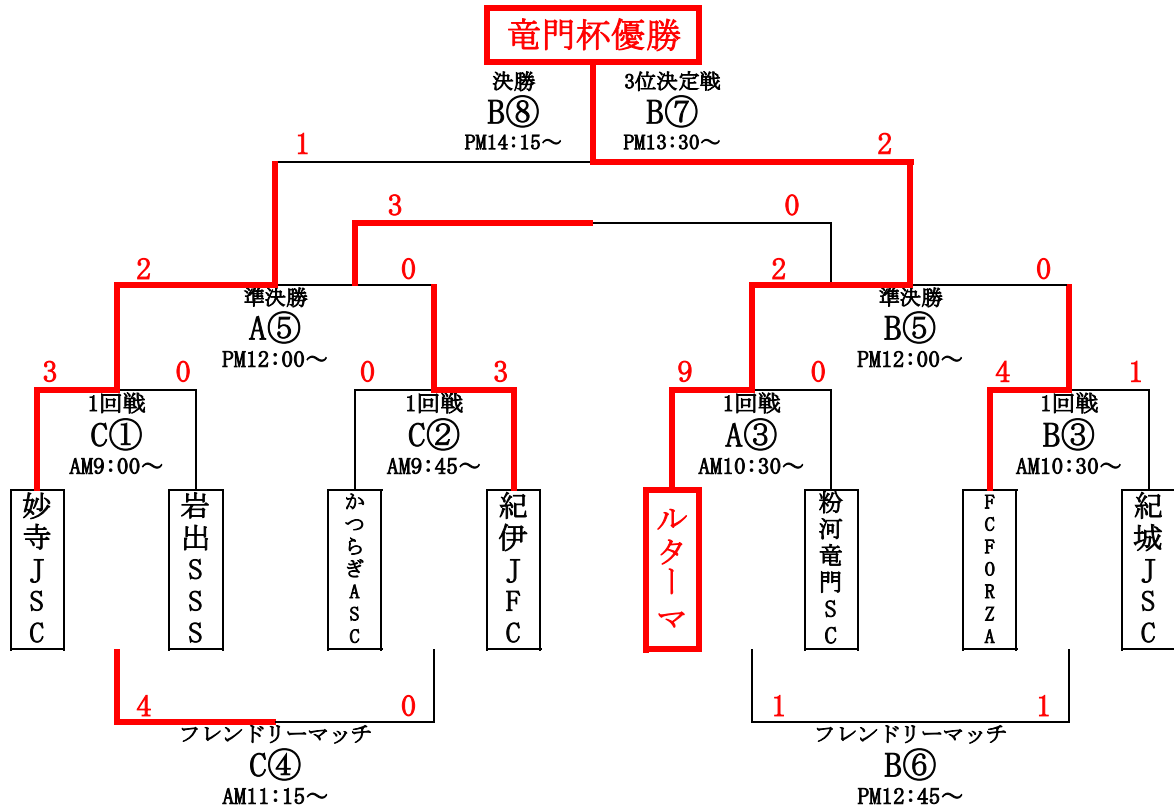 竜門杯優勝
決勝
B⑧
PM14:15～
3位決定戦
B⑦
PM13:30～
1
2
3
0
2
0
2
0
準決勝
A⑤
PM12:00～
準決勝
B⑤
PM12:00～
3
0
0
3
9
0
4
1
1回戦
C①
AM9:00～
1回戦
C②
AM9:45～
1回戦
A③
AM10:30～
1回戦
B③
AM10:30～
妙寺JSC
岩出SSS
かつらぎASC
紀伊JFC
ルターマ
粉河竜門SC
FCFORZA
紀城JSC
4
0
フレンドリーマッチ
C④
AM11:15～
1
1
フレンドリーマッチ
B⑥
PM12:45～